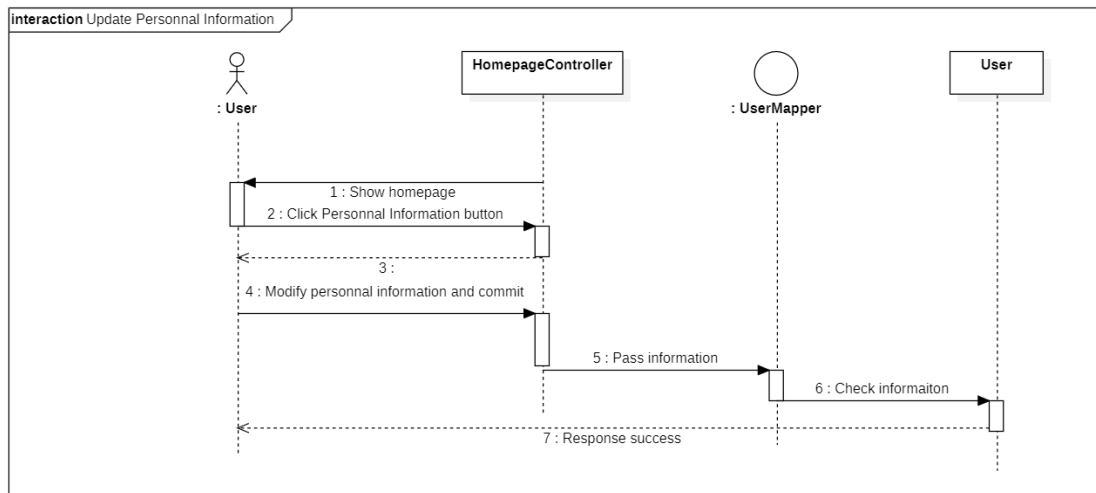 interaction Update Personnal Information
HomepageController
User
: User
: UserMapper
1 : Show homepage
2 : Click Personnal Information button
3 :
4 : Modify personnal information and commit
5 : Pass information
6 : Check informaiton
7 : Response success